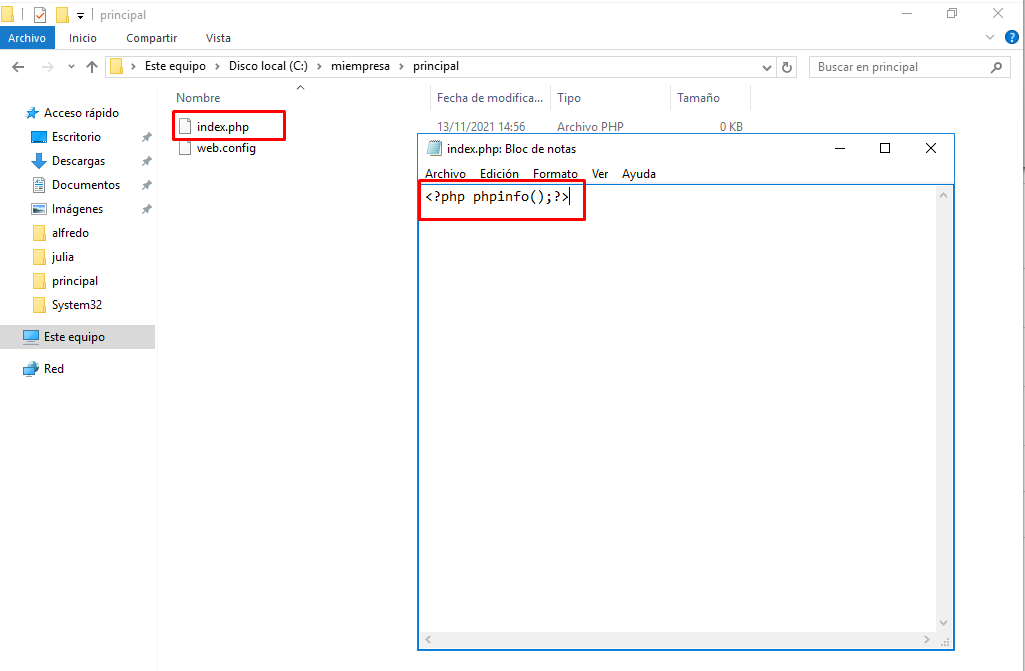 principal
Archivo Inicio Compartir Vista
Este equipo Disco local (C:) miempresa principal Buscar en principal
Nombre Fecha de modifica... Tipo Tamaño
index.php 13/11/2021 14:56 Archivo PHP 0 KB
web.config
Acceso rápido
Escritorio
Descargas
Documentos
Imágenes
alfredo
julia
principal
System32
Este equipo
Red
index.php: Bloc de notas
Archivo Edición Formato Ver Ayuda
<?php phpinfo();?>